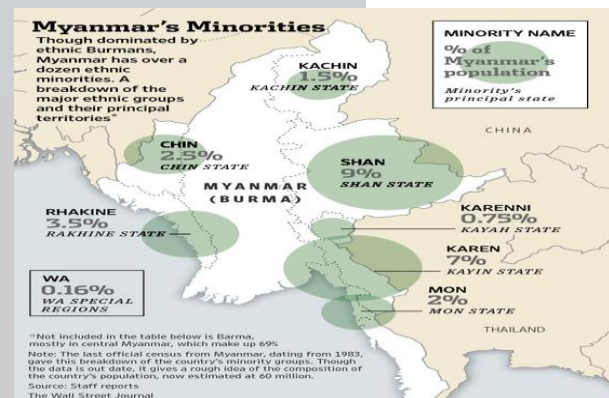 Myanmar's Minorities
Though dominated by
ethnic Burmans,
Myanmar has over a
dozen ethnic
minorities. A
breakdown of the
major ethnic groups
and their principal
territories*
MINORITY NAME
% of
Myanmar's
population
Minority's
principal state
KACHIN
1.5%
KACHIN STATE
CHINA
CHIN
2.5%
CHIN STATE
SHAN
9%
SHAN STATE
MYANMAR
(BURMA)
RHAKINE
3.5%
RAKHINE STATE
KARENNI
0.75%
KAYAH STATE
KAREN
7%
KAYIN STATE
WA
0.16%
WA SPECIAL
REGIONS
MON
2%
MON STATE
THAILAND
*Not included in the table below is Barma,
mostly in central Myanmar, which make up 69%
Note: The last official census from Myanmar, dating from 1983,
gave this breakdown of the country's minority groups. Though
the data is out date, it gives a rough idea of the composition of
the country's population, now estimated at 60 million.
Source: Staff reports
The Wall Street Journal